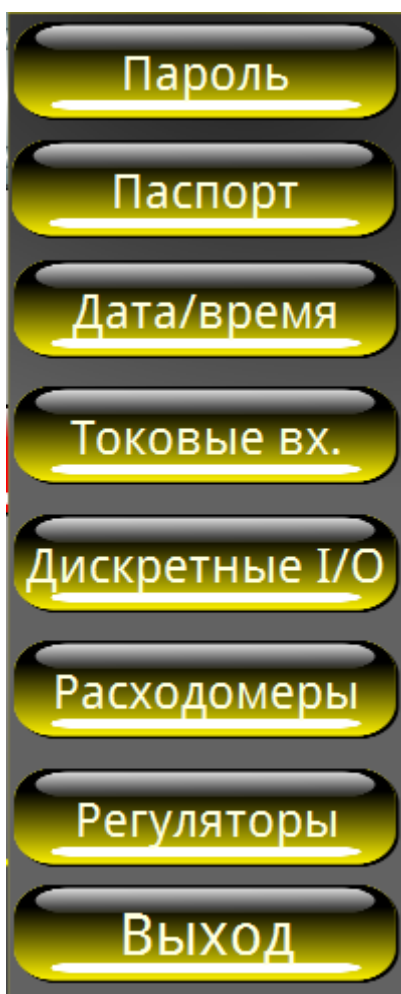 Пароль
Паспорт
Дата/время
Токовые вх.
Дискретные I/O
Расходомеры
Регуляторы
Выход